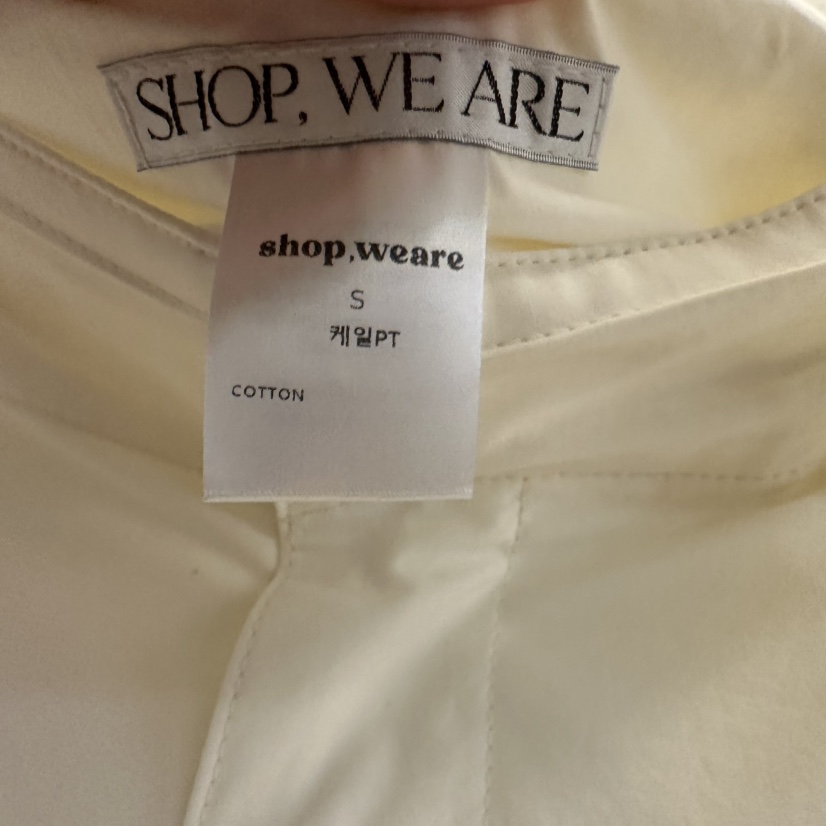 SHOP, WE ARE
shop,weare
S
케일PT
COTTON